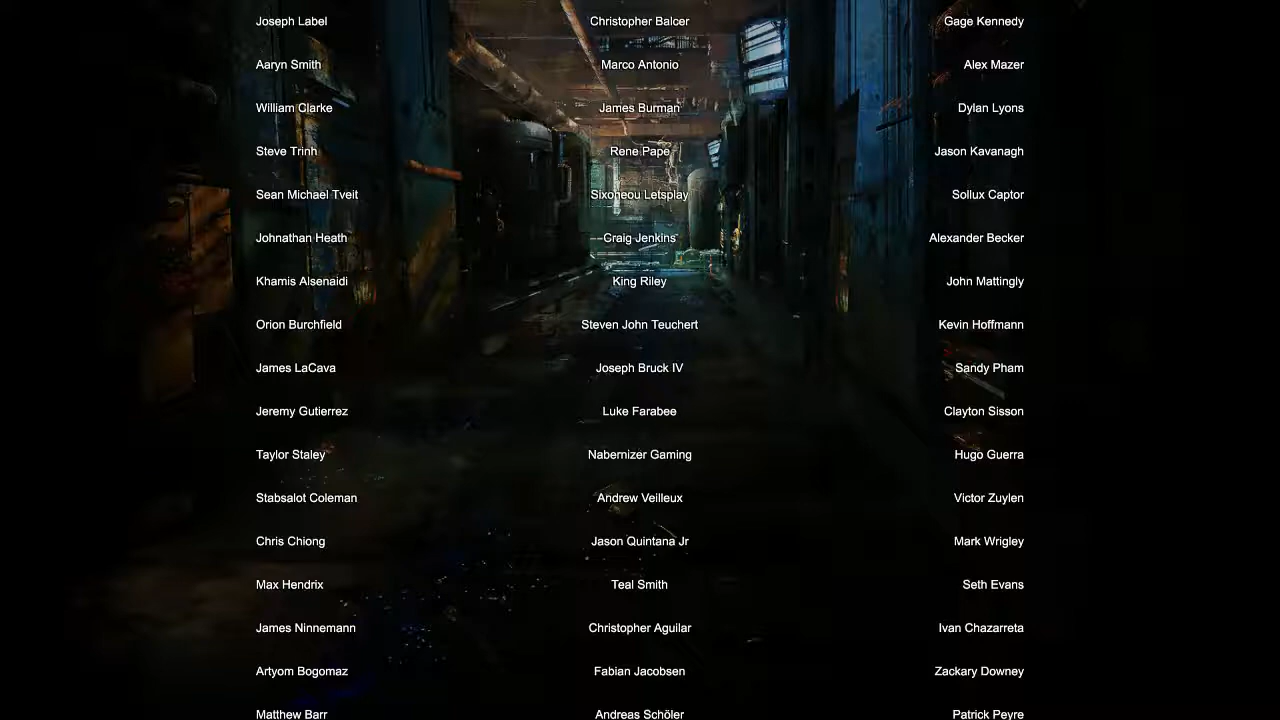 Joseph Label Christopher Balcer Gage Kennedy
Aaryn Smith Marco Antonio Alex Mazer
William Clarke James Burman Dylan Lyons
Steve Trinh Rene Pape Jason Kavanagh
Sean Michael Tveit Sixoneou Letsplay Sollux Captor
Johnathan Heath Craig Jenkins Alexander Becker
Khamis Alsenaidi King Riley John Mattingly
Orion Burchfield Steven John Teuchert Kevin Hoffmann
James LaCava Joseph Bruck IV Sandy Pham
Jeremy Gutierrez Luke Farabee Clayton Sisson
Taylor Staley Nabernizer Gaming Hugo Guerra
Stabsalot Coleman Andrew Veilleux Victor Zuylen
Chris Chiong Jason Quintana Jr Mark Wrigley
Max Hendrix Teal Smith Seth Evans
James Ninnemann Christopher Aguilar Ivan Chazarreta
Artyom Bogomaz Fabian Jacobsen Zackary Downey
Matthew Barr Andreas Schöler Patrick Peyre